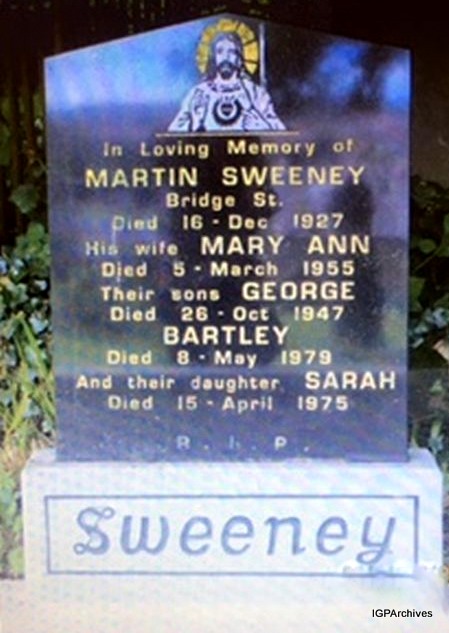 In Loving Memory of
MARTIN SWEENEY
Bridge St.
Died 16 - Dec 1927
His wife MARY ANN
Died 5 - March 1955
Their sons GEORGE
Died 26 - Oct 1947
BARTLEY
Died 8 - May 1979
And their daughter SARAH
Died 15 - April 1975
R. I. P.
Sweeney
IGPArchives